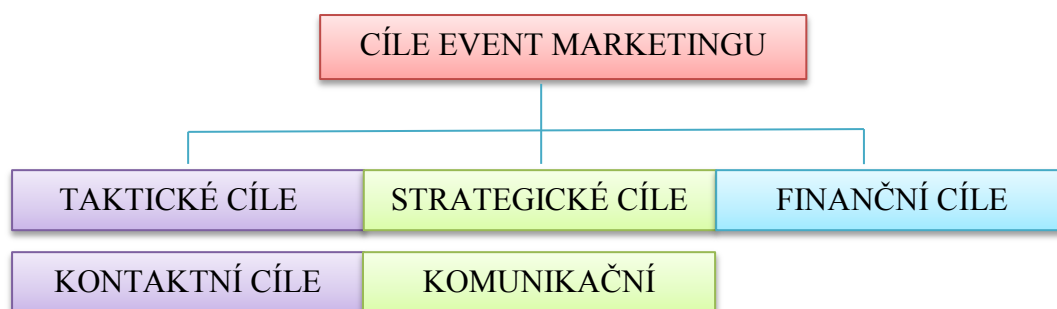 CÍLE EVENT MARKETINGU
TAKTICKÉ CÍLE
STRATEGICKÉ CÍLE
FINANČNÍ CÍLE
KONTAKTNÍ CÍLE
KOMUNIKAČNÍ